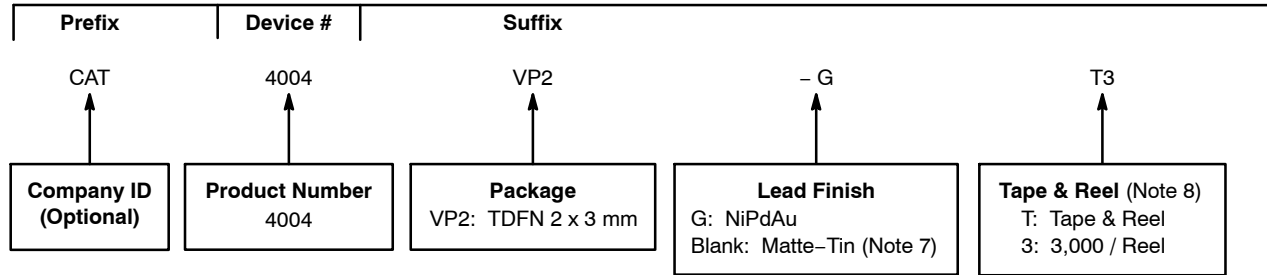 Prefix Device # Suffix
CAT 4004 VP2 – G T3
Company ID
(Optional)
Product Number
4004
Package
VP2: TDFN 2 x 3 mm
Lead Finish
G: NiPdAu
Blank: Matte−Tin (Note 7)
Tape & Reel (Note 8)
T: Tape & Reel
3: 3,000 / Reel